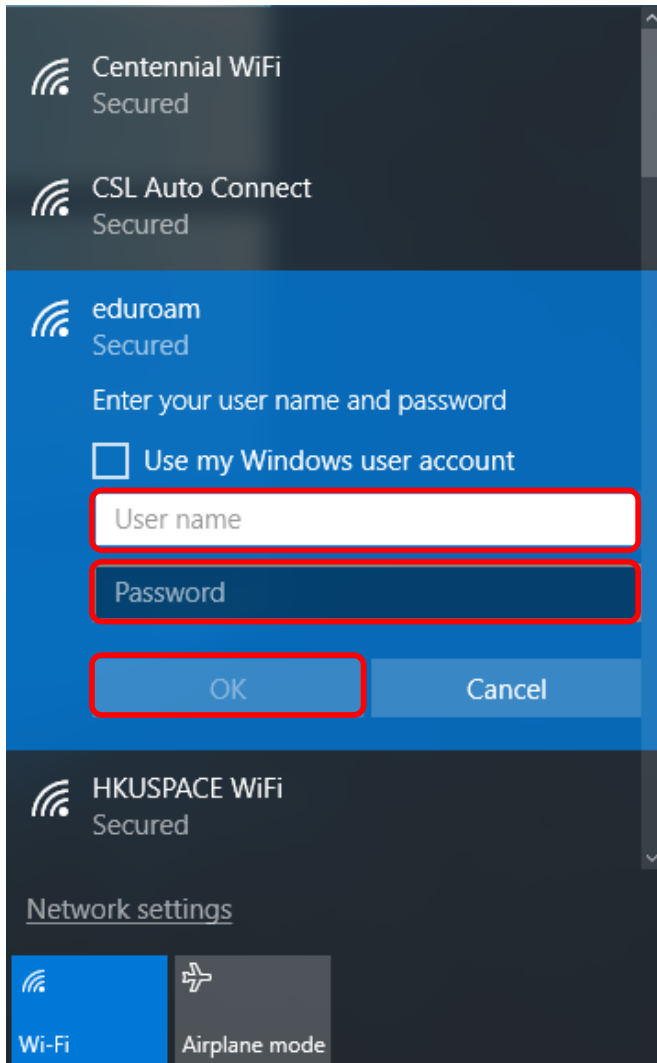 Centennial WiFi
Secured
CSL Auto Connect
Secured
eduroam
Secured
Enter your user name and password
Use my Windows user account
User name
Password
OK Cancel
HKUSPACE WiFi
Secured
Network settings
Wi-Fi Airplane mode